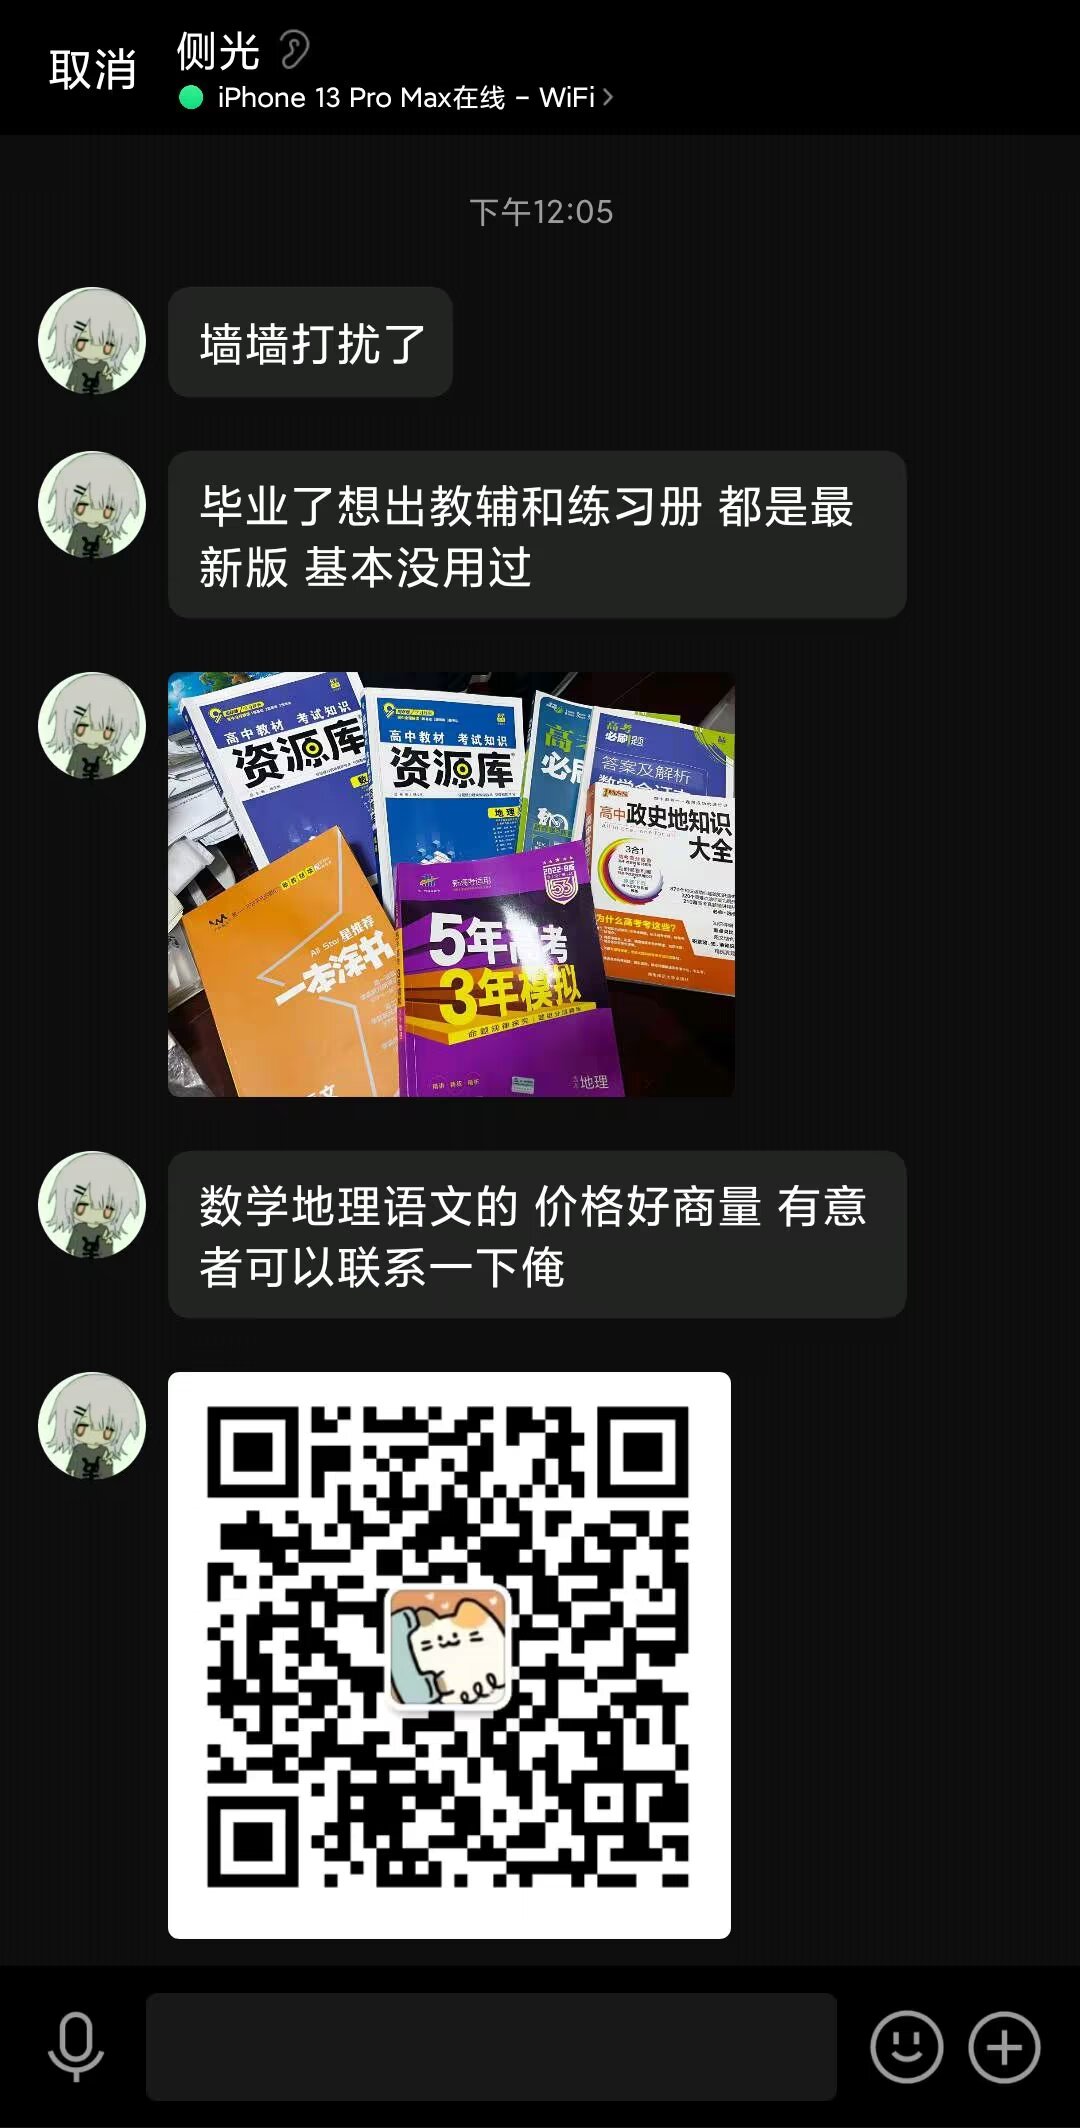 取消
侧光
iPhone 13 Pro Max在线 - WiFi
下午12:05
墙墙打扰了
毕业了想出教辅和练习册 都是最
新版 基本没用过
高中教材 考试知识
资源库
高中教材 考试知识
资源库
地理
高考
必刷题
答案及解析
高中政史地知识
大全
3合1
为什么高考考这些?
All Star 星推荐
一本涂书
2022·B版
53
5年高考
3年模拟
地理
数学地理语文的 价格好商量 有意
者可以联系一下俺